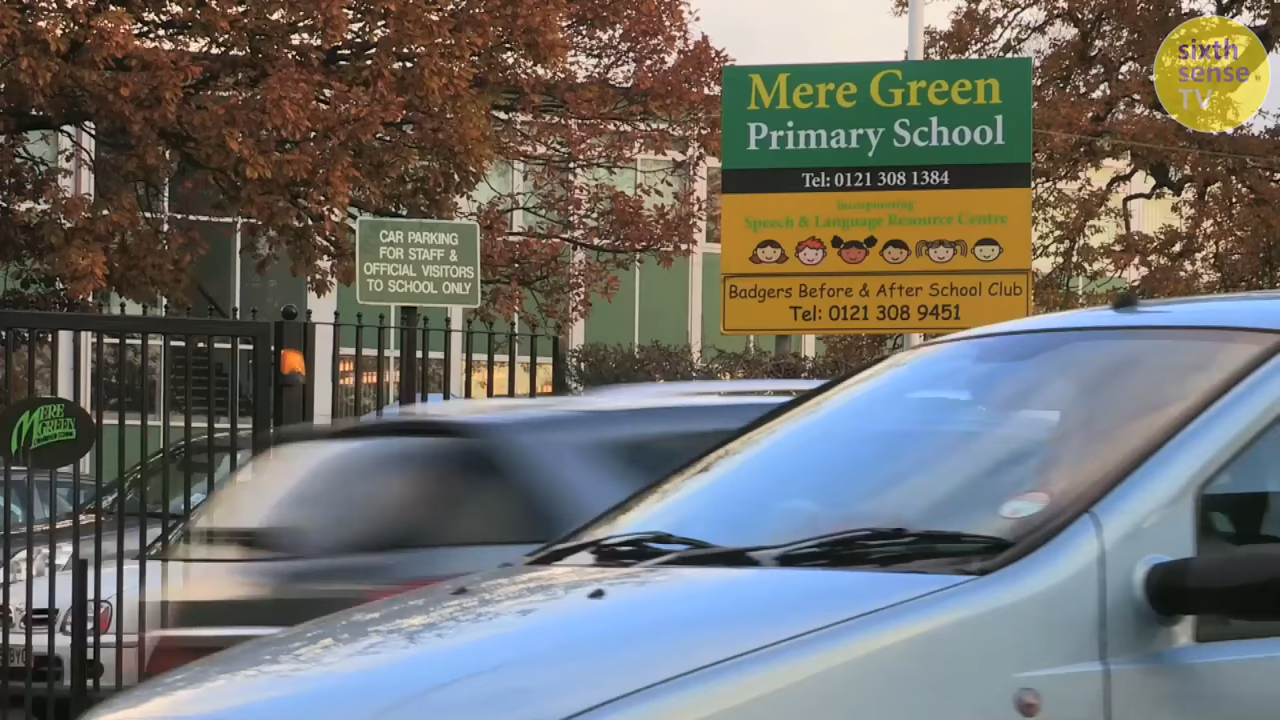 sixth
sense
TV
Mere Green
Primary School
Tel: 0121 308 1384
incorporating
Speech & Language Resource Centre
Badgers Before & After School Club
Tel: 0121 308 9451
CAR PARKING
FOR STAFF &
OFFICIAL VISITORS
TO SCHOOL ONLY
MERE
GREEN